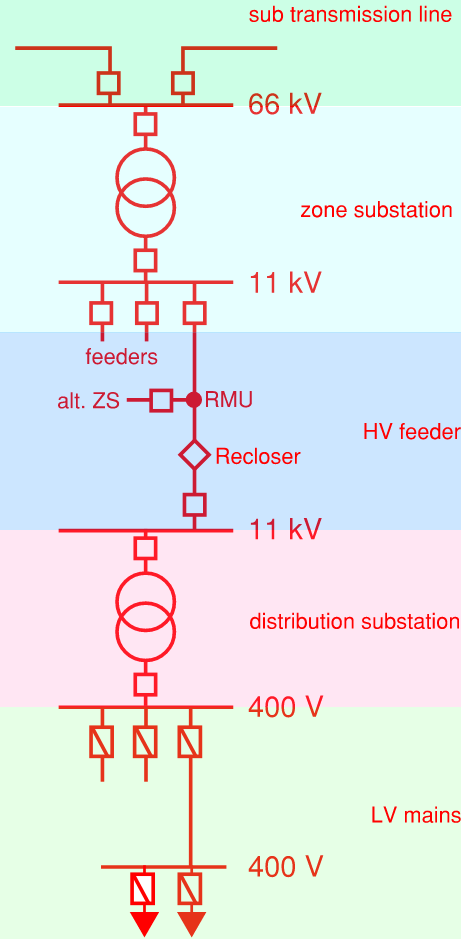 sub transmission line
66 kV
zone substation
11 kV
feeders
alt. ZS
RMU
HV feeder
Recloser
11 kV
distribution substation
400 V
LV mains
400 V